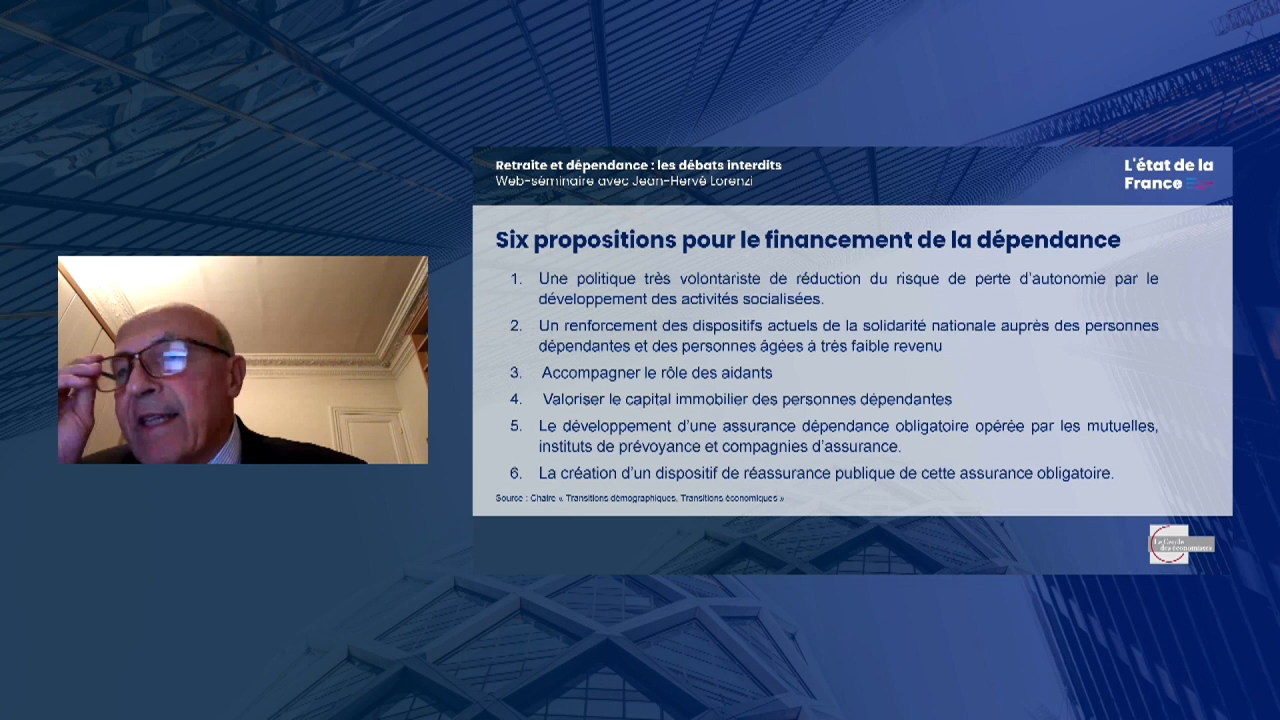 Retraite et dépendance : les débats interdits
Web-séminaire avec Jean-Hervé Lorenzi
L'état de la
France
Six propositions pour le financement de la dépendance
1. Une politique très volontariste de réduction du risque de perte d'autonomie par le
développement des activités socialisées.
2. Un renforcement des dispositifs actuels de la solidarité nationale auprès des personnes
dépendantes et des personnes âgées à très faible revenu
3. Accompagner le rôle des aidants
4. Valoriser le capital immobilier des personnes dépendantes
5. Le développement d'une assurance dépendance obligatoire opérée par les mutuelles,
instituts de prévoyance et compagnies d'assurance.
6. La création d'un dispositif de réassurance publique de cette assurance obligatoire.
Source : Chaire « Transitions démographiques, Transitions économiques »
Le Cercle
des économistes